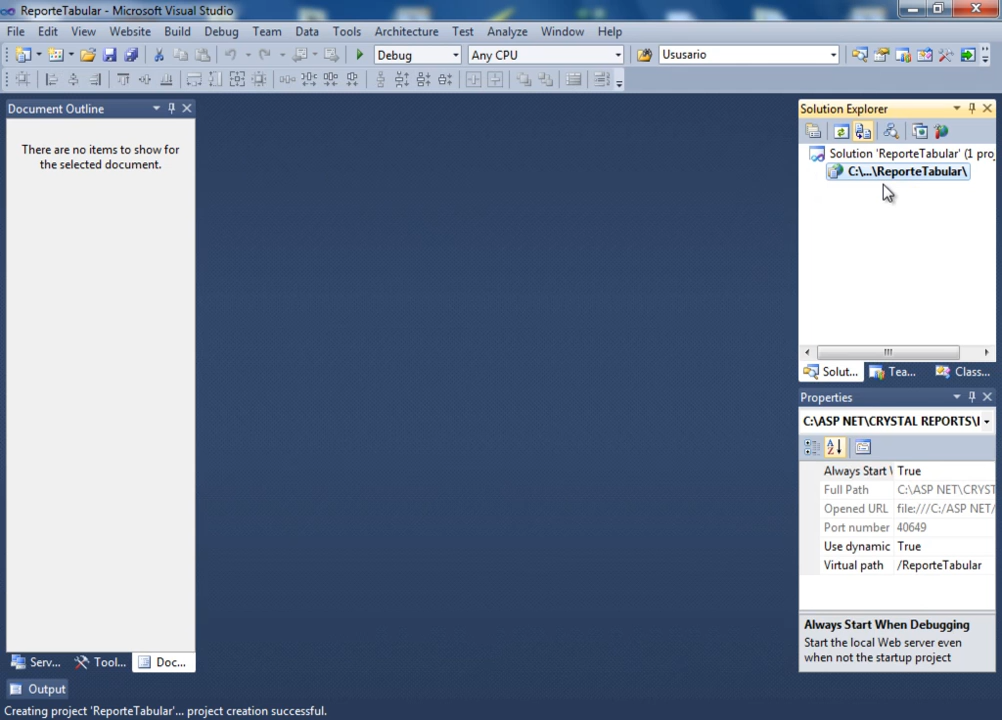 ReporteTabular - Microsoft Visual Studio
File Edit View Website Build Debug Team Data Tools Architecture Test Analyze Window Help
Debug Any CPU Ususario
Document Outline
There are no items to show for
the selected document.
Serv... Tool... Doc...
Solution Explorer
Solution 'ReporteTabular' (1 pro
C:\...\ReporteTabular\
Solut... Tea... Class...
Properties
C:\ASP NET\CRYSTAL REPORTS\
Always Start True
Full Path C:\ASP NET\CRYST
Opened URL file:///C:/ASP NET/
Port number 40649
Use dynamic True
Virtual path /ReporteTabular
Always Start When Debugging
Start the local Web server even
when not the startup project
Output
Creating project 'ReporteTabular'... project creation successful.